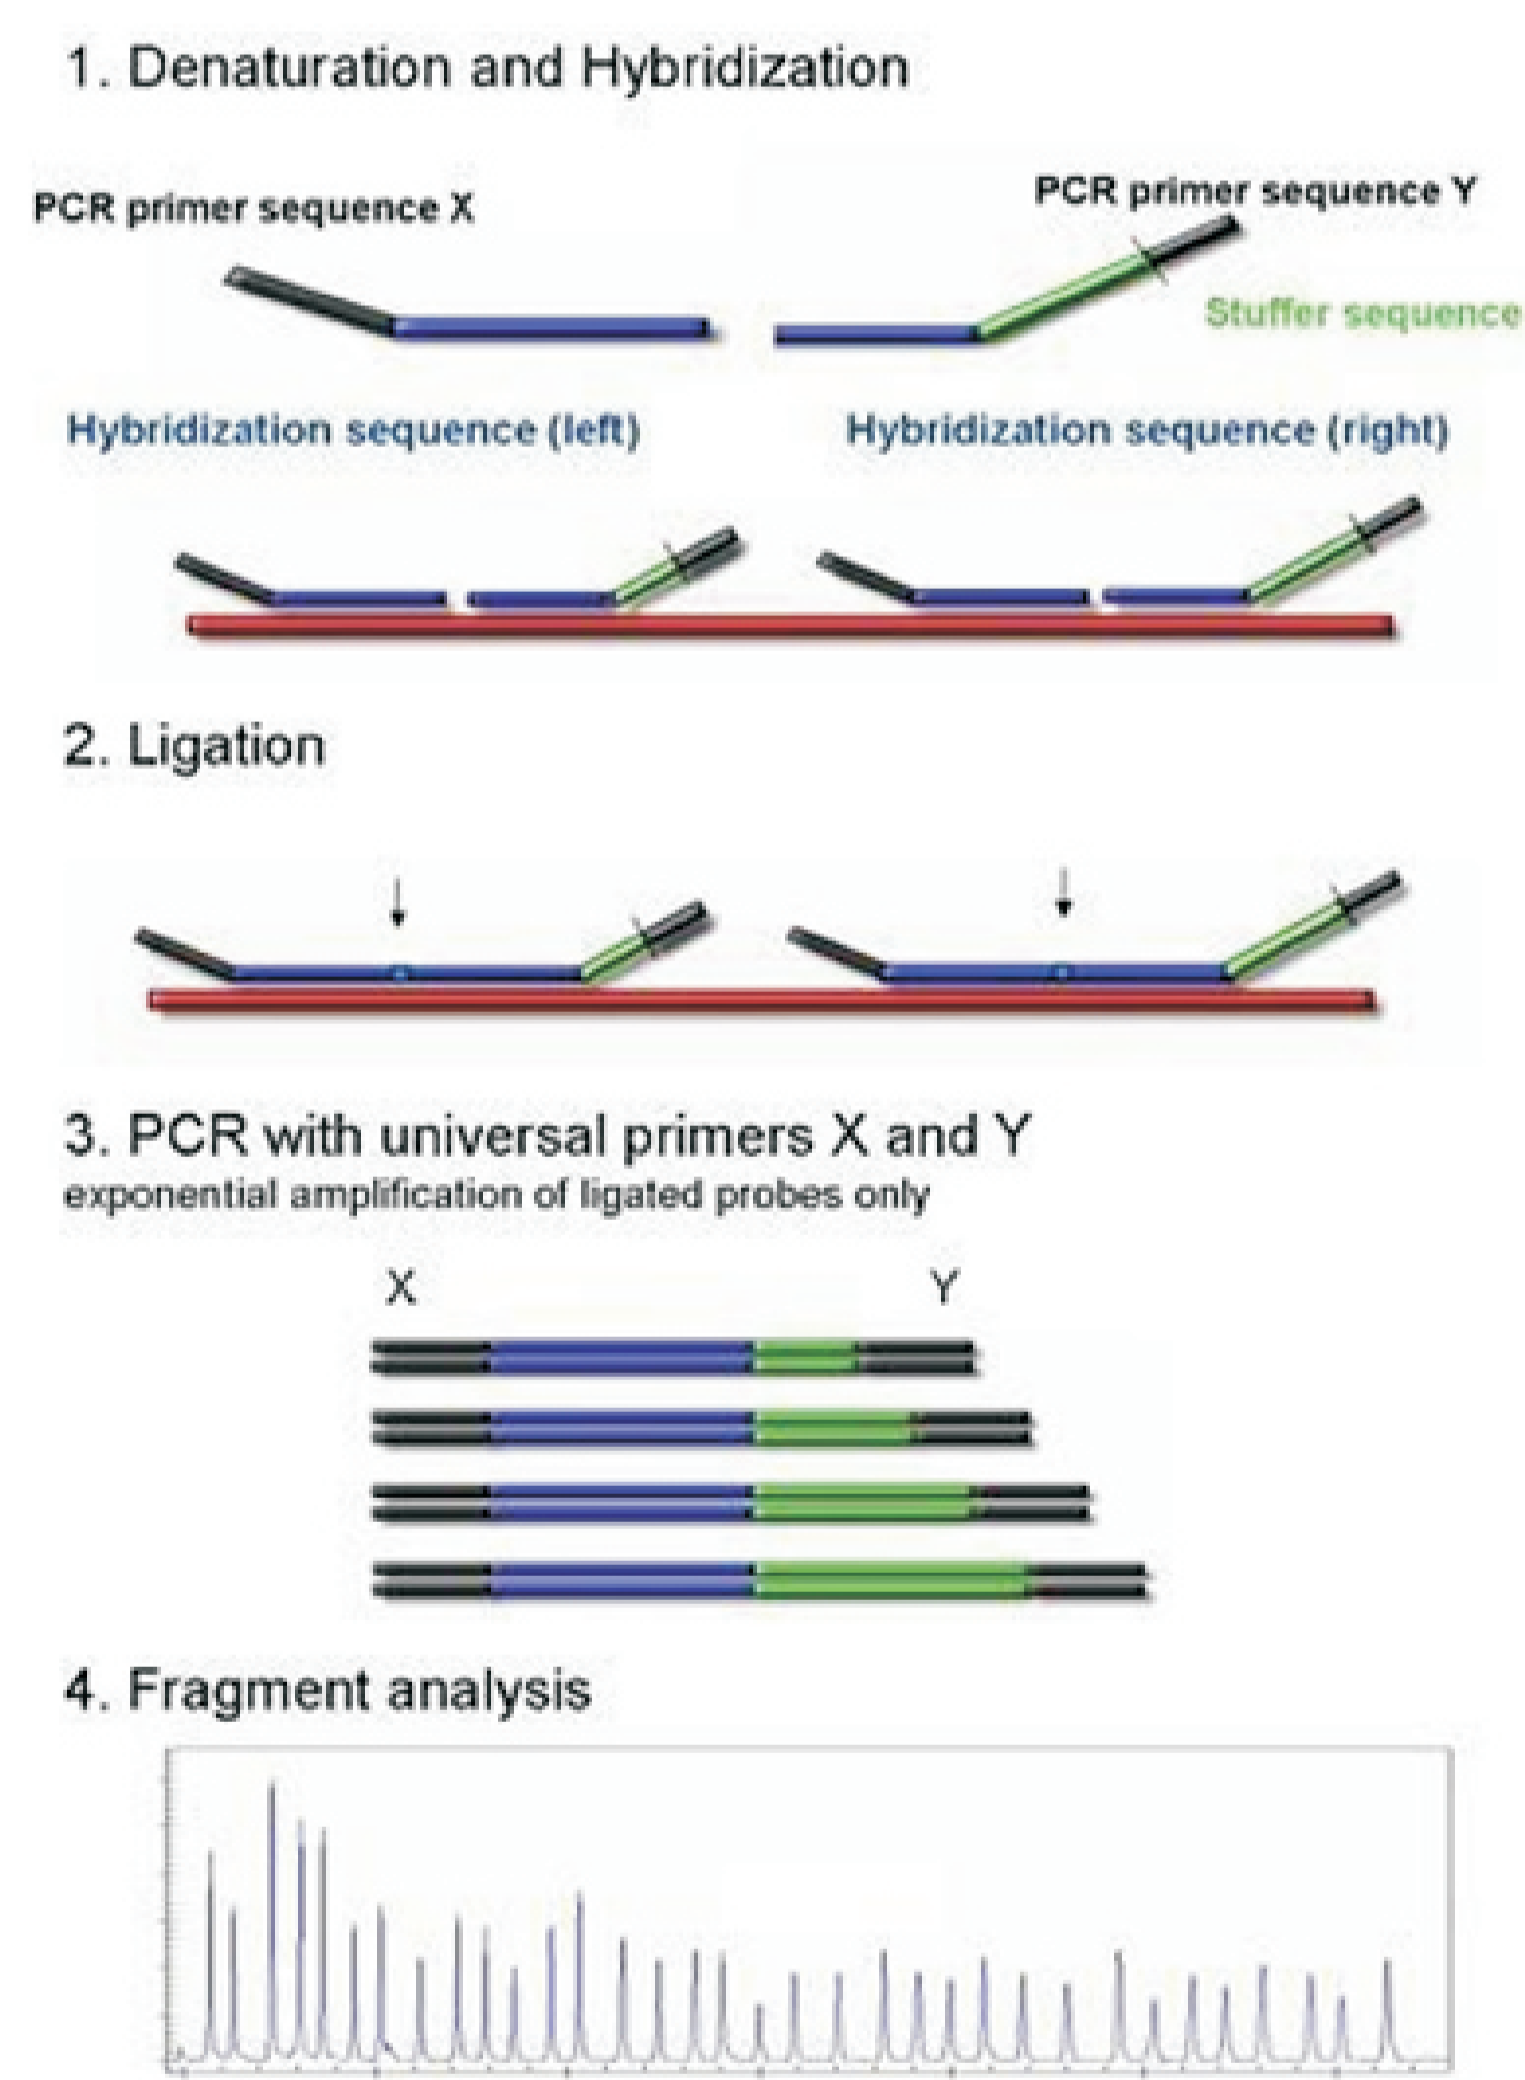 1. Denaturation and Hybridization
PCR primer sequence X
PCR primer sequence Y
Stuffer sequence
Hybridization sequence (left)
Hybridization sequence (right)
2. Ligation
3. PCR with universal primers X and Y
exponential amplification of ligated probes only
X
Y
4. Fragment analysis